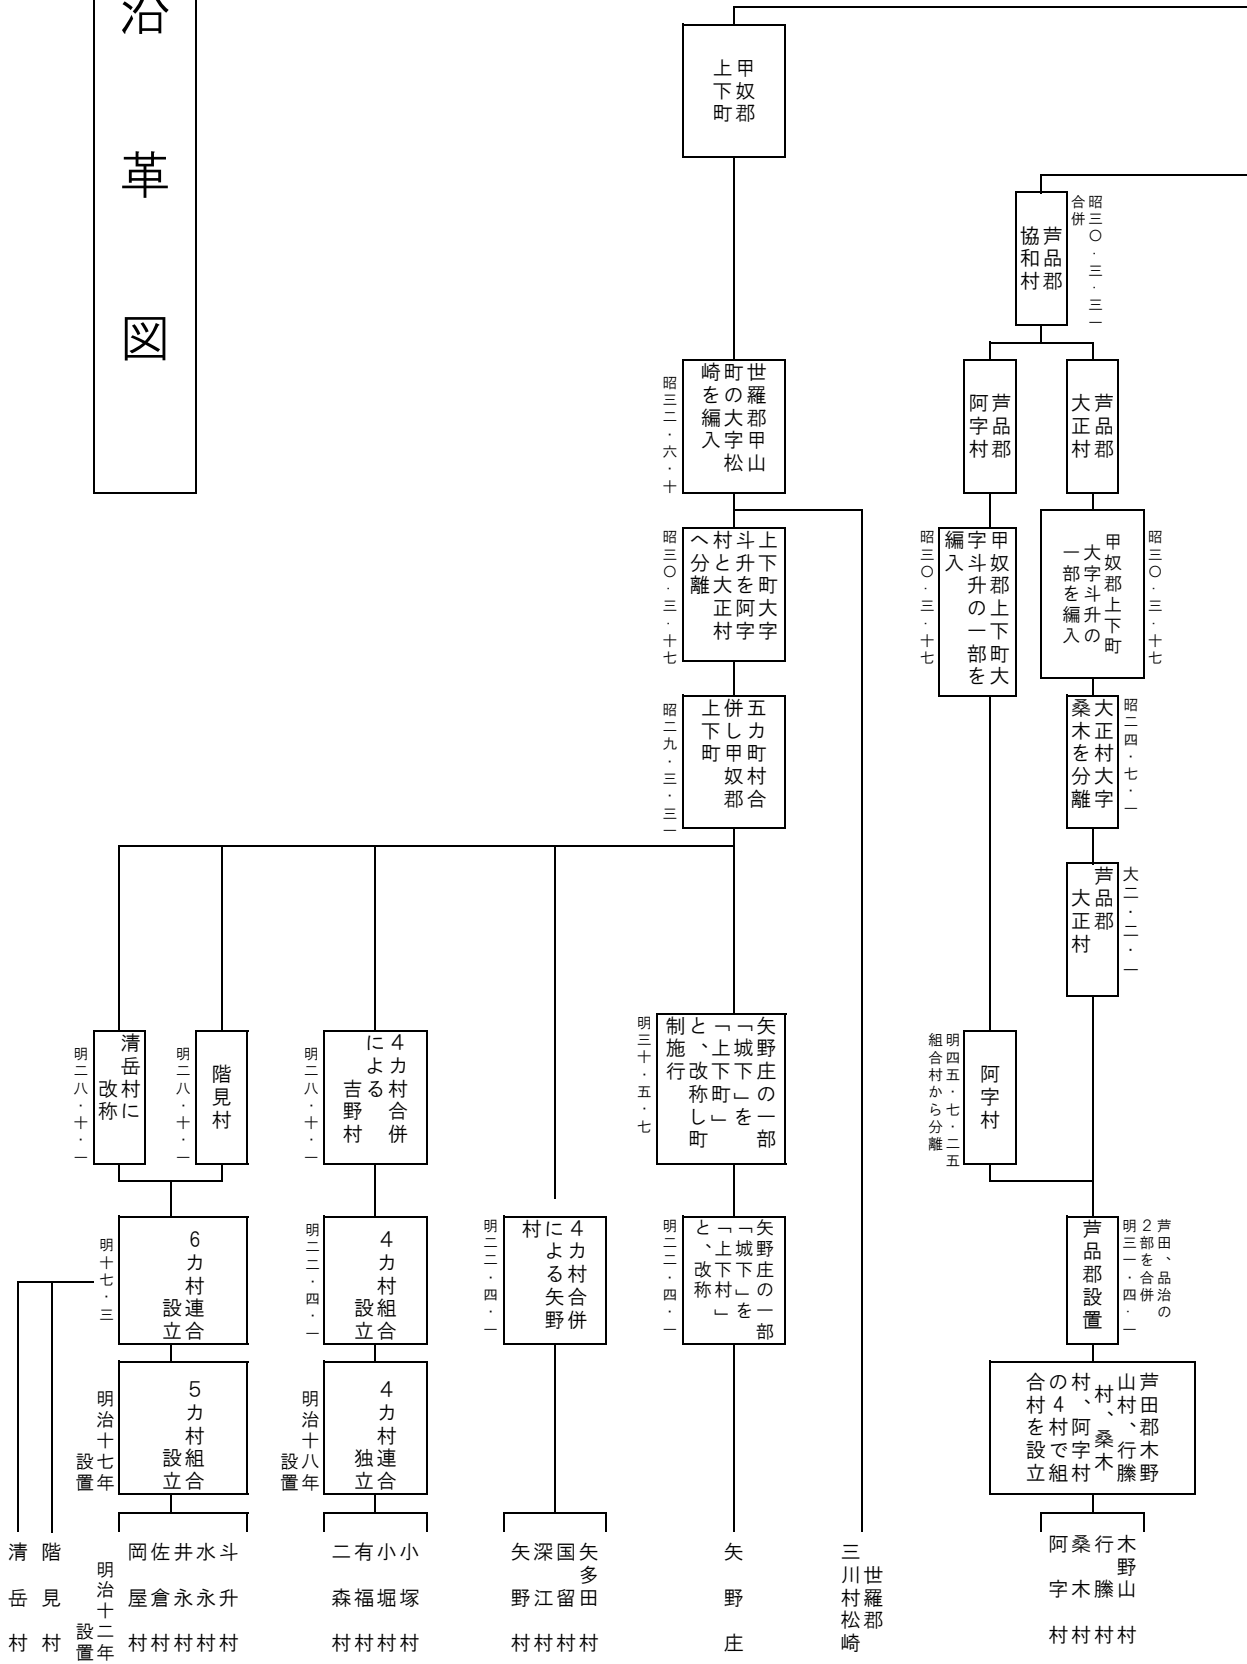 沿革図
甲奴郡
上下町
昭三〇・三・三一
合併
芦品郡
協和村
世羅郡甲山
町の大字松
崎を編入
昭三二・六・十
芦品郡
大正村
芦品郡
阿字村
昭三〇・三・十七
甲奴郡上下町
大字斗升の
一部を編入
甲奴郡上下町大
字斗升の一部を
編入
昭三〇・三・十七
上下町大字
斗升を阿字
村と大正村
へ分離
昭三〇・三・十七
昭二四・七・一
大正村大字
桑木を分離
五カ町村合
併し甲奴郡
上下町
昭二九・三・三一
大二・二・一
芦品郡
大正村
阿字村
明四五・七・二五
組合村から分離
矢野庄の一部
「城下」を
「上下町」
と、改称し町
制施行
明三十・五・七
4カ村合併
による
吉野村
明二八・十・一
階見村
明二八・十・一
清岳村に
改称
明二八・十・一
芦田、品治の
2部を合併
明三一・四・一
芦品郡設置
矢野庄の一部
「城下」を
「上下村」
と、改称
明二二・四・一
4カ村合併
による矢野
村
明二二・四・一
4カ村組合
設立
明二二・四・一
6カ村連合
設立
明十七・三
芦田郡木野
山村、行縢
村、桑木
村、阿字村
の4村で組
合村を設立
4カ村連合
独立
明治十八年
設置
5カ村組合
設立
明治十七年
設置
木野山村
行縢村
桑木村
阿字村
世羅郡
三川村松崎
矢野庄
矢多田村
国留村
深江村
矢野村
小塚村
小堀村
有福村
二森村
斗升村
水永村
井永村
佐倉村
岡屋村
明治十二年
設置
階見村
清岳村